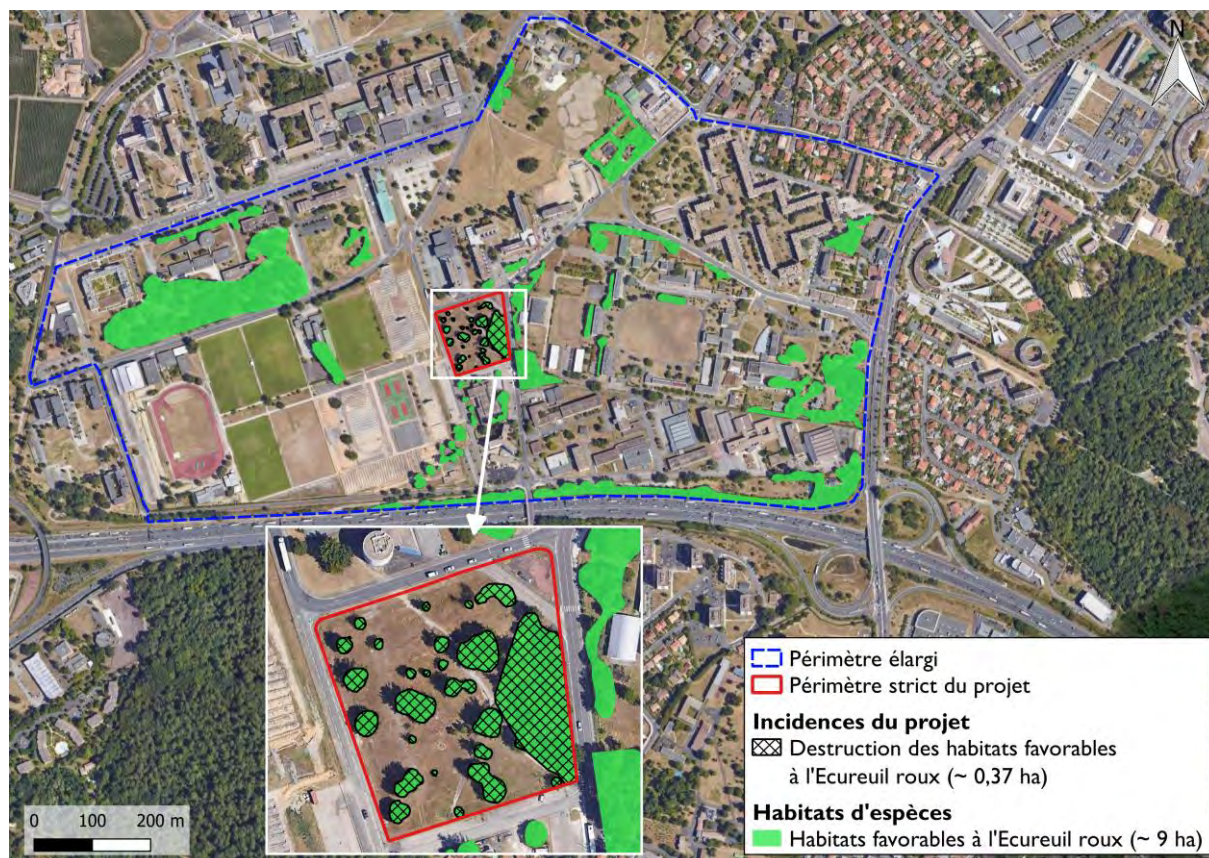 N
Périmètre élargi
Périmètre strict du projet
Incidences du projet
Destruction des habitats favorables
à l'Ecureuil roux (~ 0,37 ha)
Habitats d'espèces
Habitats favorables à l'Ecureuil roux (~ 9 ha)
0 100 200 m